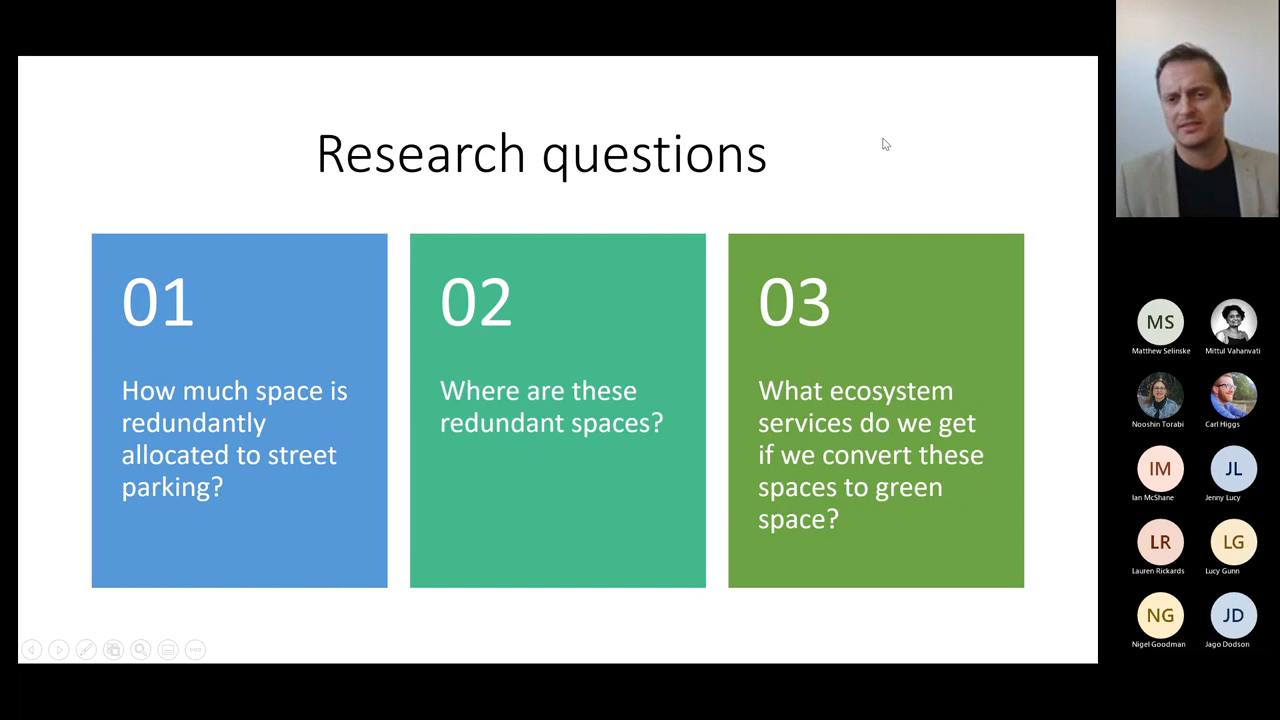 Research questions
01
How much space is
redundantly
allocated to street
parking?
02
Where are these
redundant spaces?
03
What ecosystem
services do we get
if we convert these
spaces to green
space?
MS
Matthew Selinske
Mittul Vahanvati
Nooshin Torabi
Carl Higgs
IM
Ian McShane
JL
Jenny Lucy
LR
Lauren Rickards
LG
Lucy Gunn
NG
Nigel Goodman
JD
Jago Dodson